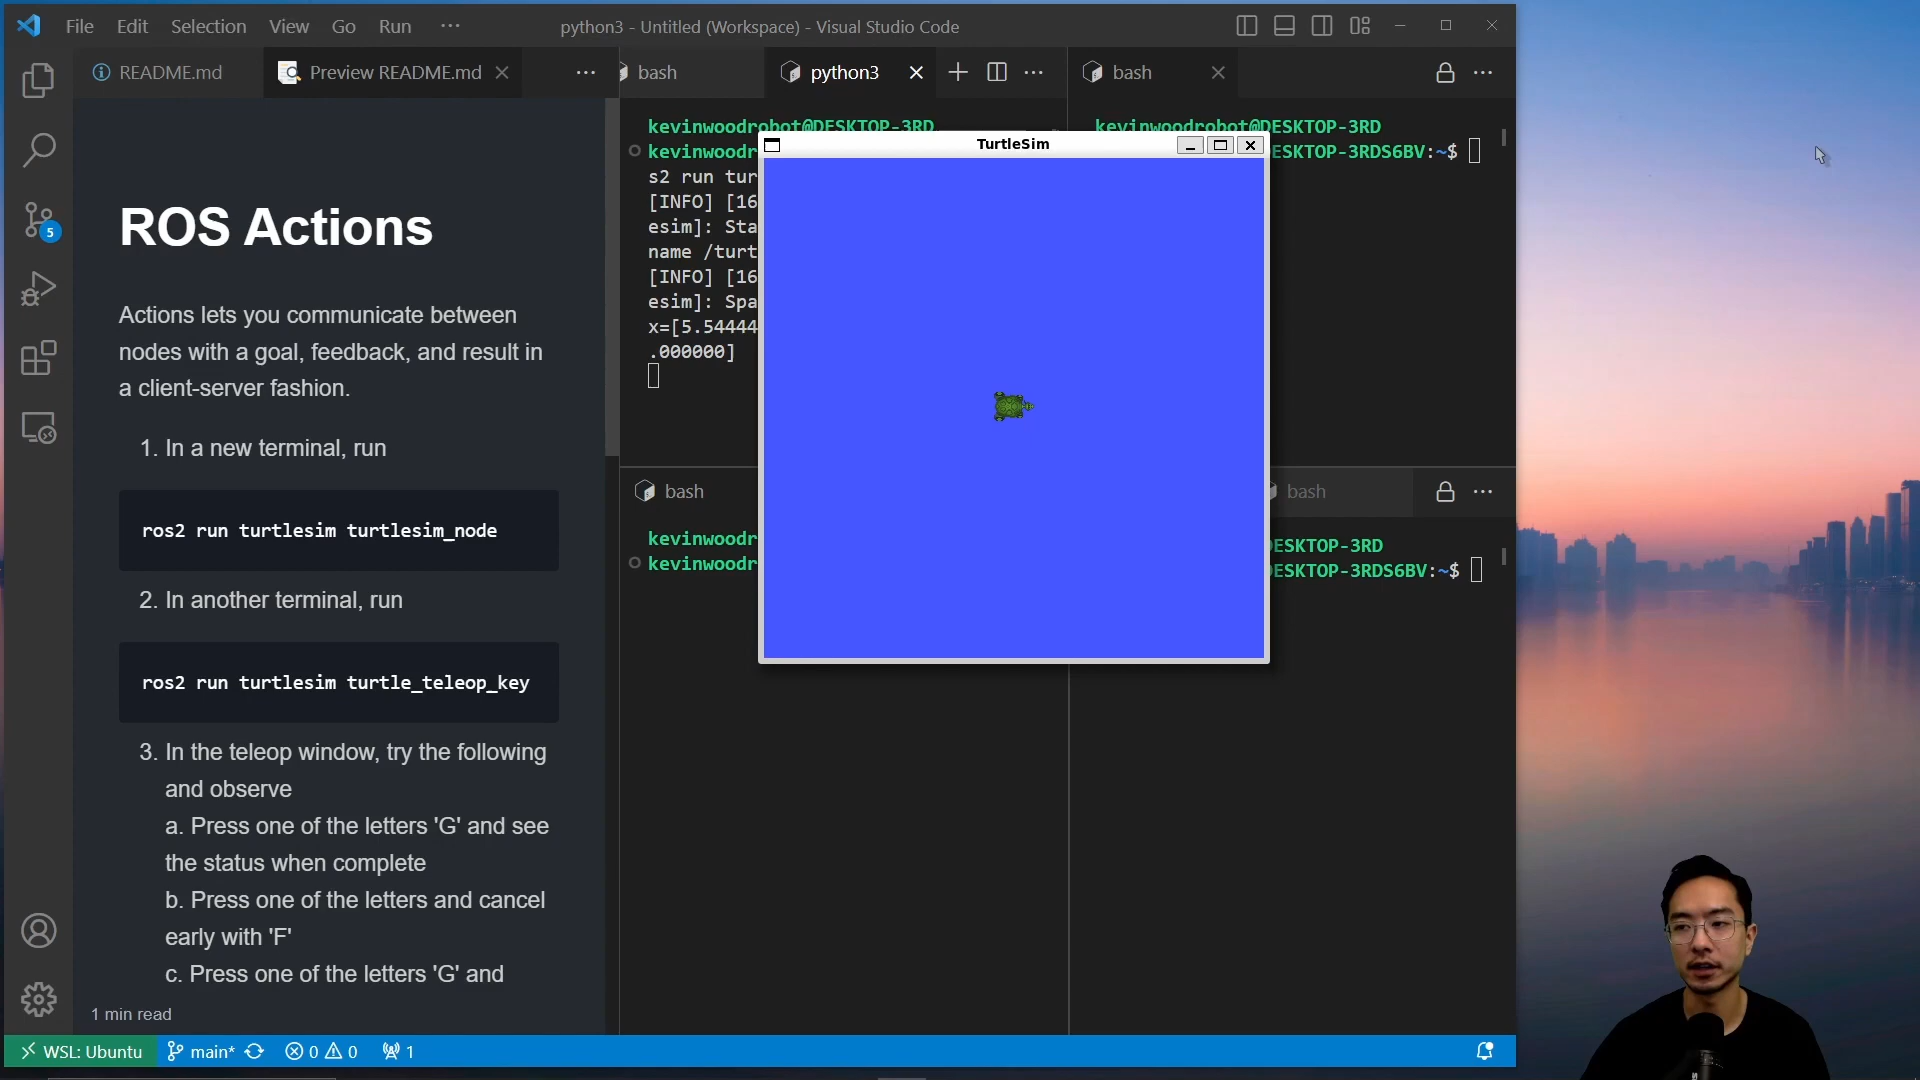 File Edit Selection View Go Run ··· python3 - Untitled (Workspace) - Visual Studio Code
README.md Preview README.md ··· bash python3 ··· bash ···
ROS Actions
Actions lets you communicate between
nodes with a goal, feedback, and result in
a client-server fashion.
1. In a new terminal, run
ros2 run turtlesim turtlesim_node
2. In another terminal, run
ros2 run turtlesim turtle_teleop_key
3. In the teleop window, try the following
and observe
a. Press one of the letters 'G' and see
the status when complete
b. Press one of the letters and cancel
early with 'F'
c. Press one of the letters 'G' and
1 min read
kevinwoodrobot@DESKTOP-3RD
kevinwoodr
s2 run tur
[INFO] [16
esim]: Sta
name /turt
[INFO] [16
esim]: Spa
x=[5.54444
.000000]
TurtleSim
kevinwoodrobot@DESKTOP-3RD
ESKTOP-3RDS6BV:~$
bash
kevinwoodr
kevinwoodr
bash ···
DESKTOP-3RD
DESKTOP-3RDS6BV:~$
5
WSL: Ubuntu main* 0 0 1